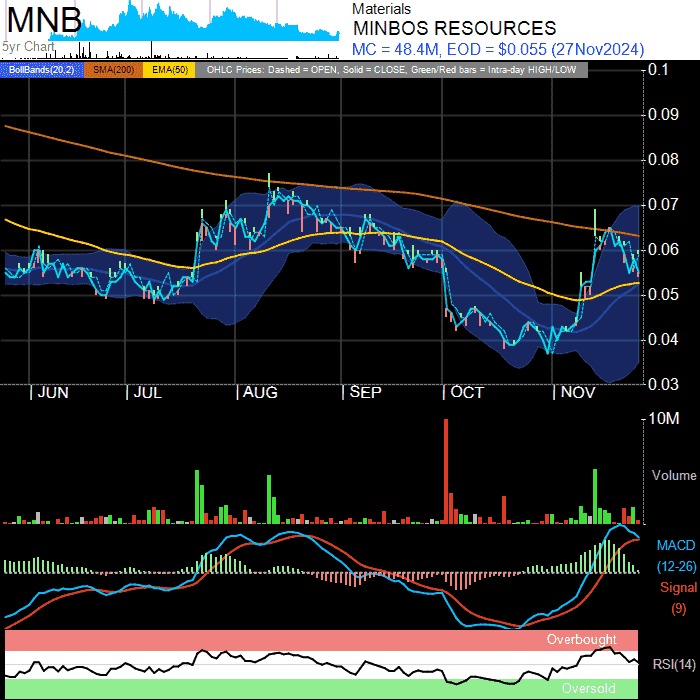 MNB
5yr Chart
Materials
MINBOS RESOURCES
MC = 48.4M, EOD = $0.055 (27Nov2024)
BollBands(20,2) SMA(200) EMA(50) OHLC Prices: Dashed = OPEN, Solid = CLOSE, Green/Red bars = Intra-day HIGH/LOW
0.1
0.09
0.08
0.07
0.06
0.05
0.04
0.03
JUN JUL AUG SEP OCT NOV
10M
Volume
MACD
(12-26)
Signal
(9)
Overbought
RSI(14)
Oversold